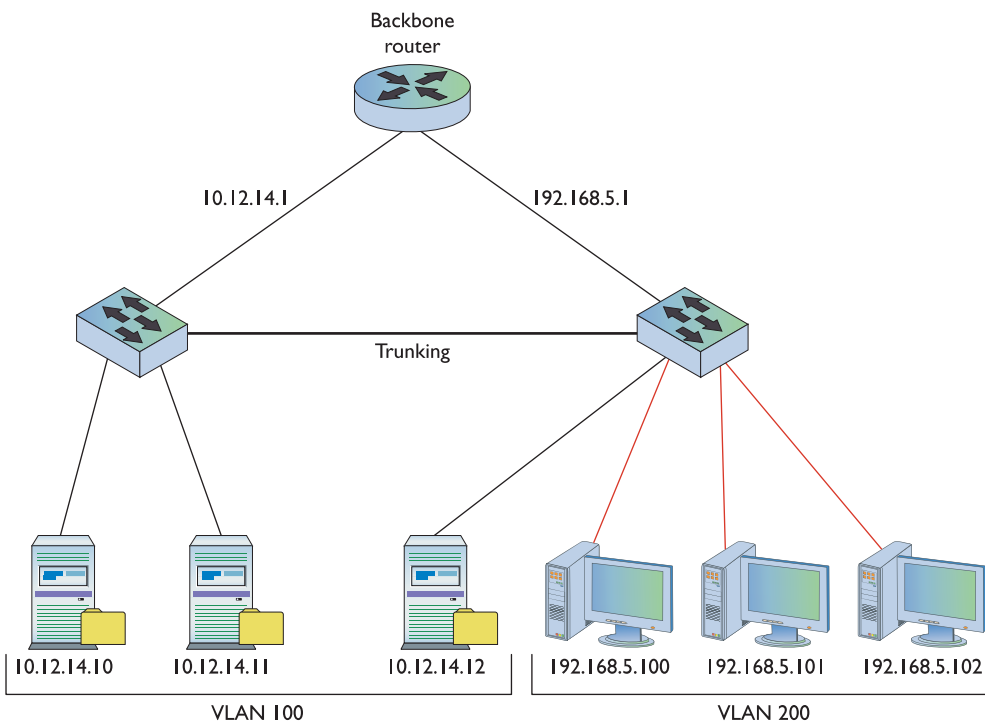 Backbone
router
10.12.14.1
192.168.5.1
Trunking
10.12.14.10
10.12.14.11
10.12.14.12
192.168.5.100
192.168.5.101
192.168.5.102
VLAN 100
VLAN 200